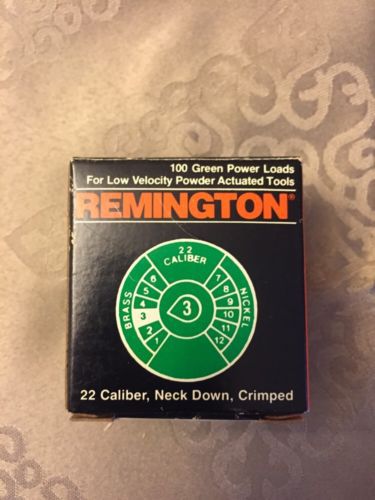 100 Green Power Loads
For Low Velocity Powder Actuated Tools
REMINGTON®
22
CALIBER
BRASS
6
5
4
3
2
1
3
NICKEL
7
8
9
10
11
12
22 Caliber, Neck Down, Crimped